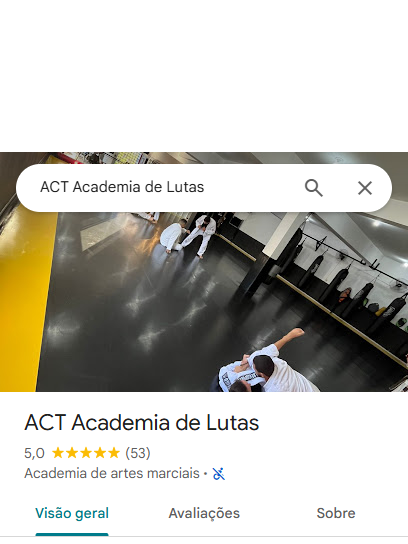 ACT Academia de Lutas
ACT Academia de Lutas
5,0 (53)
Academia de artes marciais ·
Visão geral Avaliações Sobre